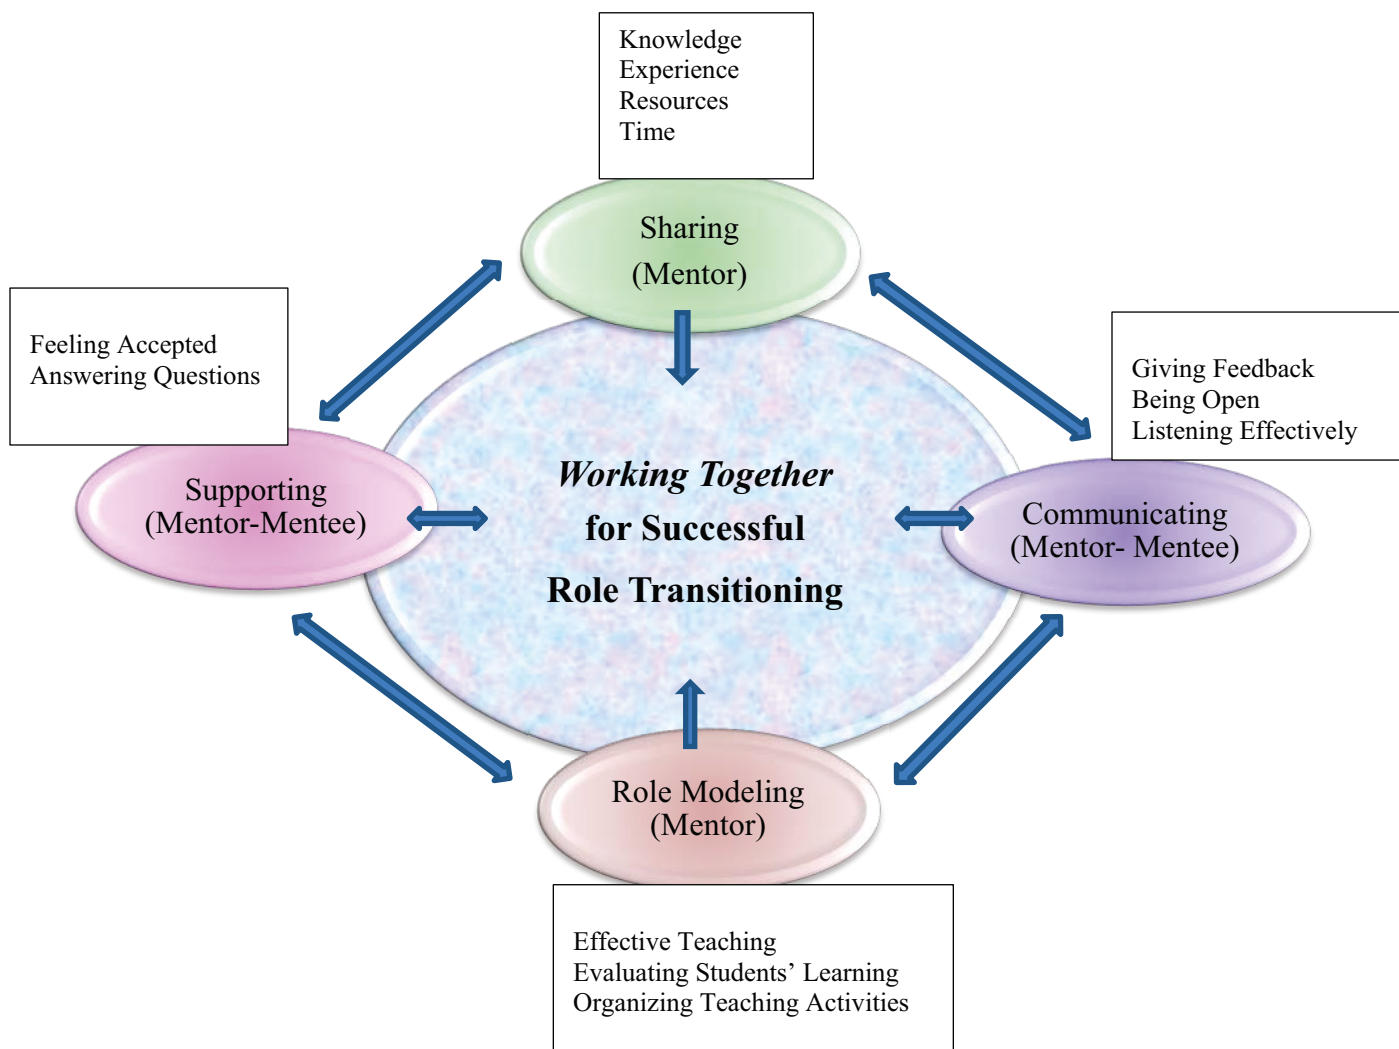 Knowledge
Experience
Resources
Time
Sharing
(Mentor)
Feeling Accepted
Answering Questions
Giving Feedback
Being Open
Listening Effectively
Supporting
(Mentor-Mentee)
Working Together
for Successful
Role Transitioning
Communicating
(Mentor- Mentee)
Role Modeling
(Mentor)
Effective Teaching
Evaluating Students’ Learning
Organizing Teaching Activities